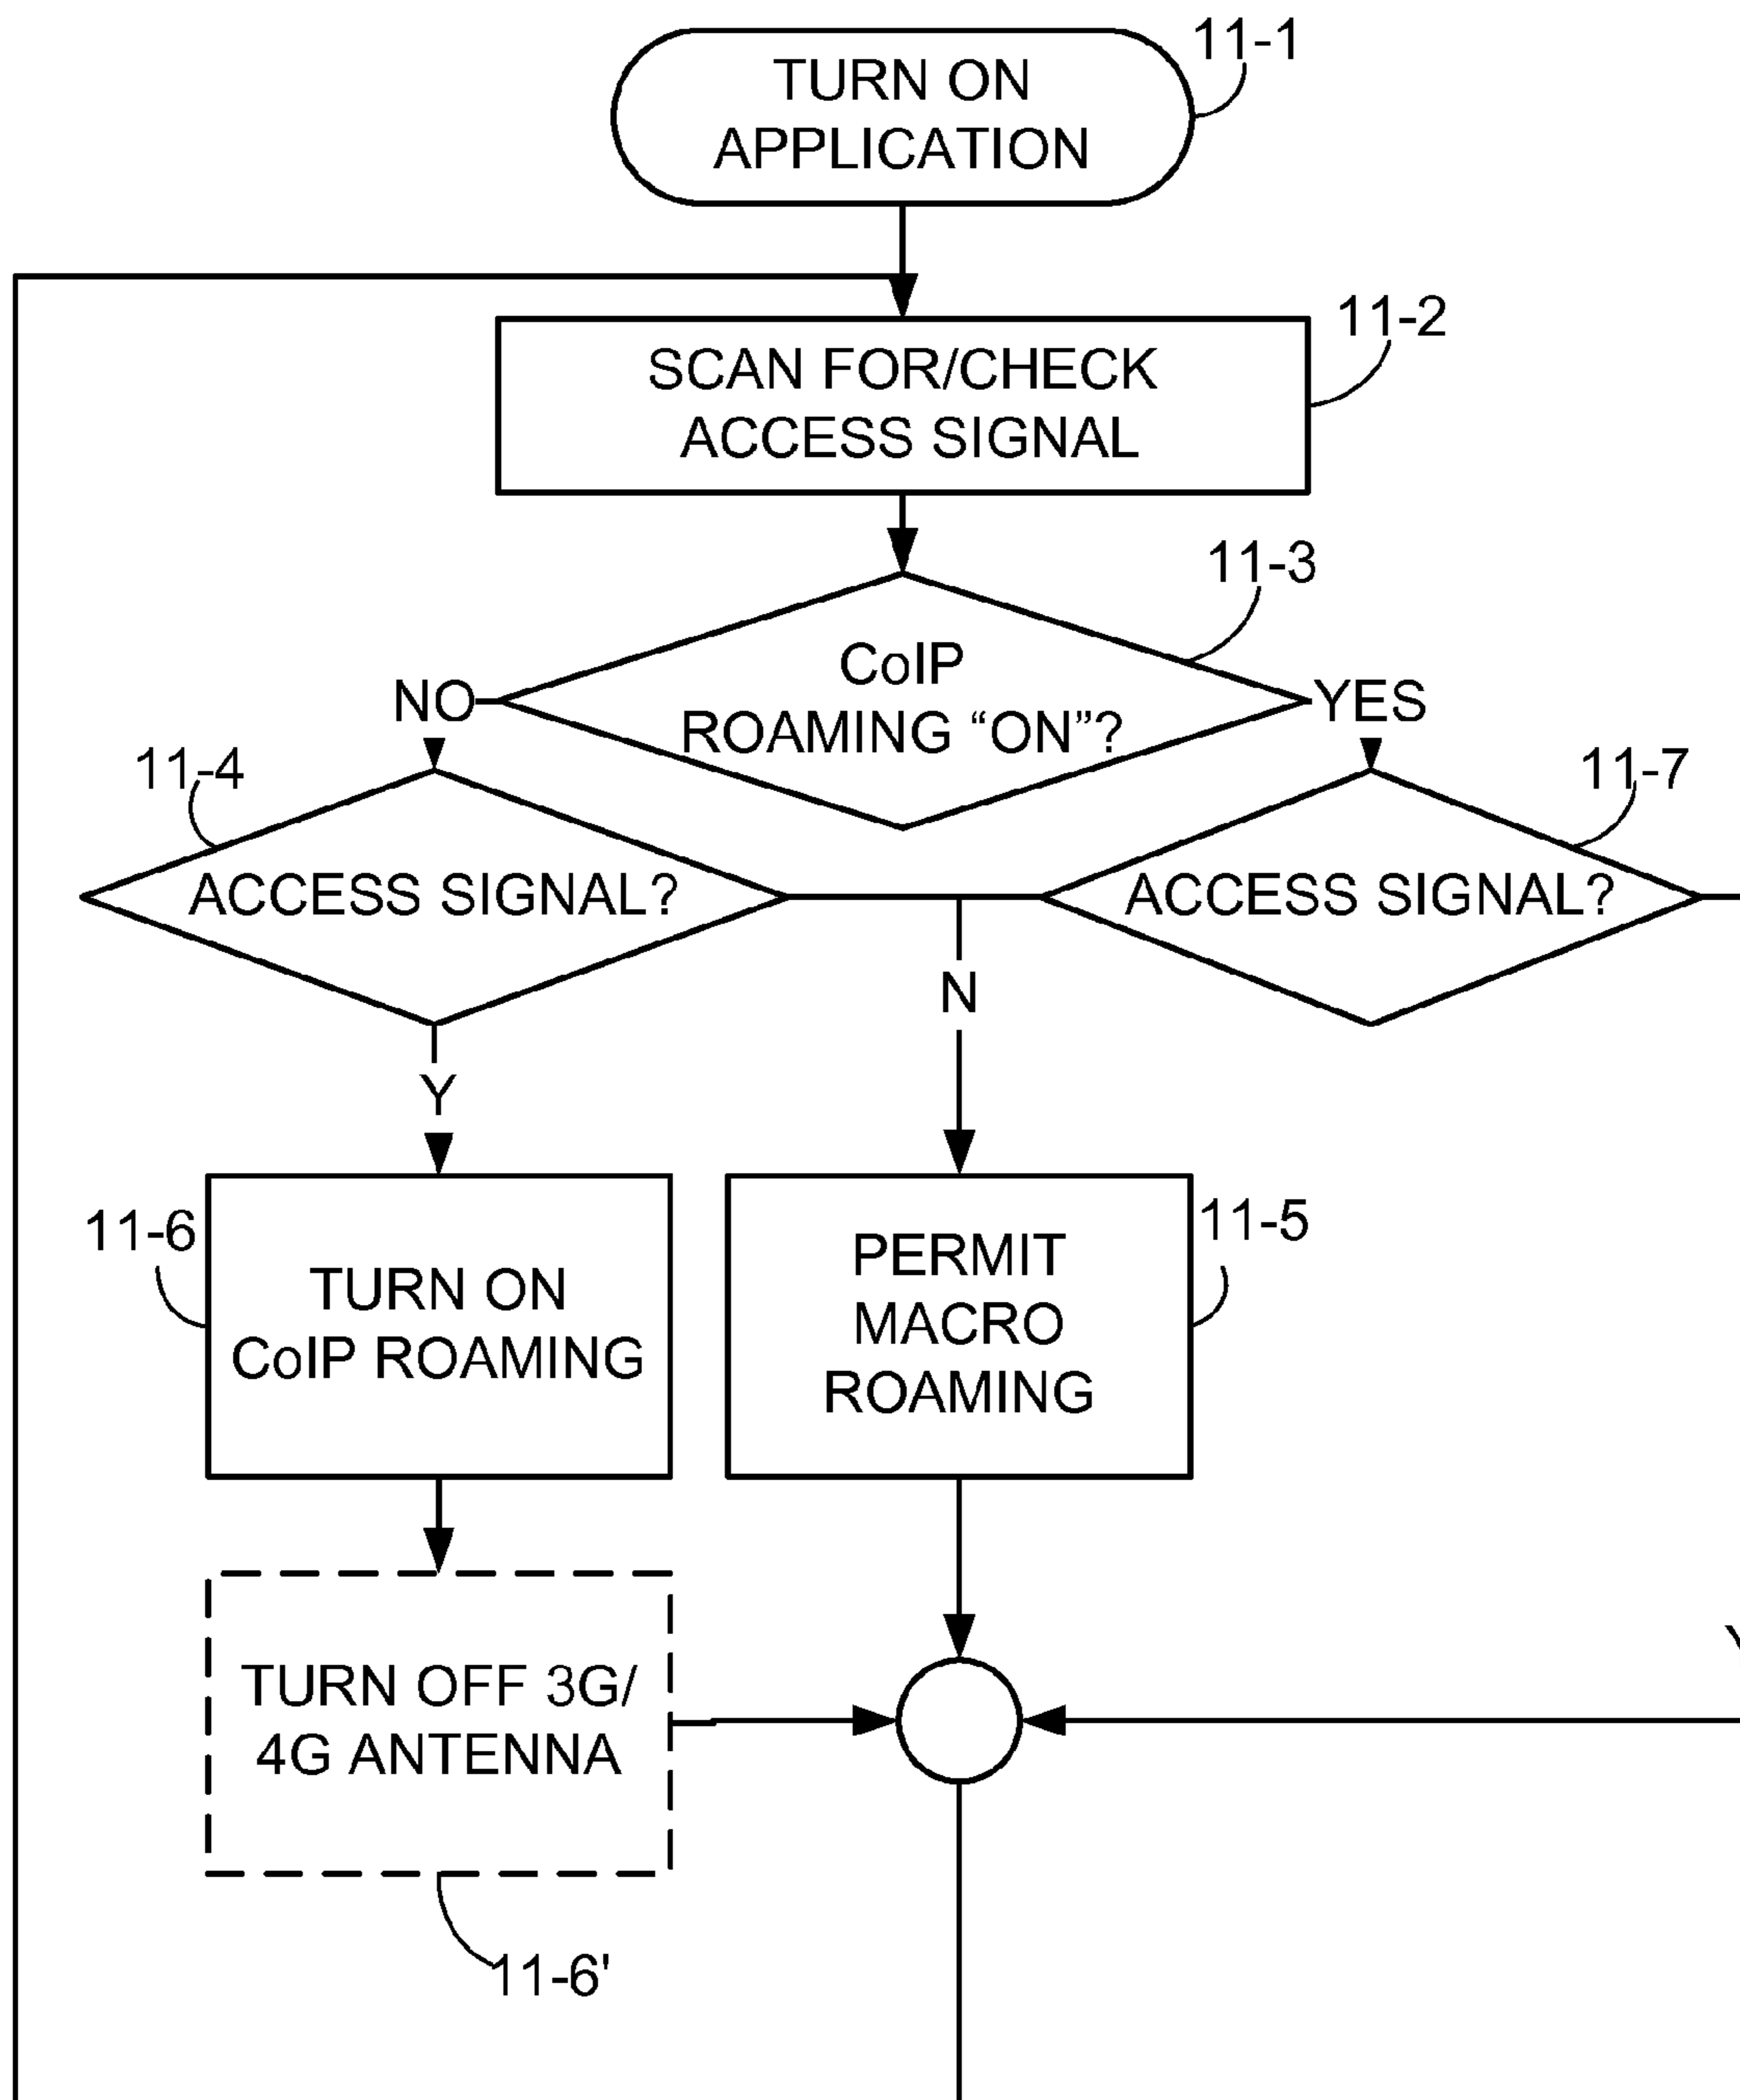 11-1
TURN ON
APPLICATION
11-2
SCAN FOR/CHECK
ACCESS SIGNAL
11-3
CoIP
ROAMING “ON”?
NO
YES
11-4
11-7
ACCESS SIGNAL?
ACCESS SIGNAL?
N
Y
11-6
TURN ON
CoIP ROAMING
11-5
PERMIT
MACRO
ROAMING
TURN OFF 3G/
4G ANTENNA
11-6'